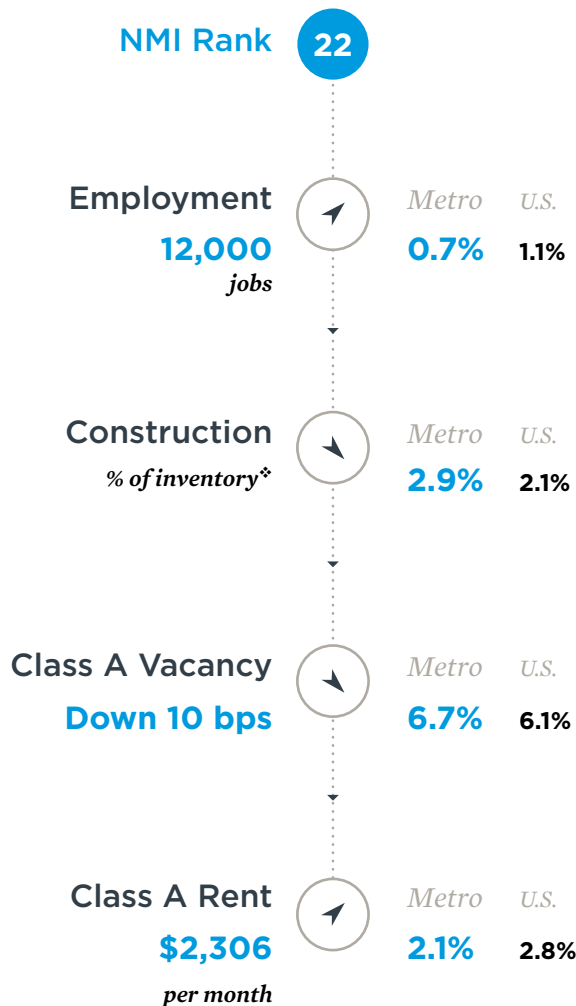 NMI Rank 22
Employment Metro U.S.
12,000 0.7% 1.1%
jobs
Construction Metro U.S.
% of inventory❖ 2.9% 2.1%
Class A Vacancy Metro U.S.
Down 10 bps 6.7% 6.1%
Class A Rent Metro U.S.
$2,306 2.1% 2.8%
per month